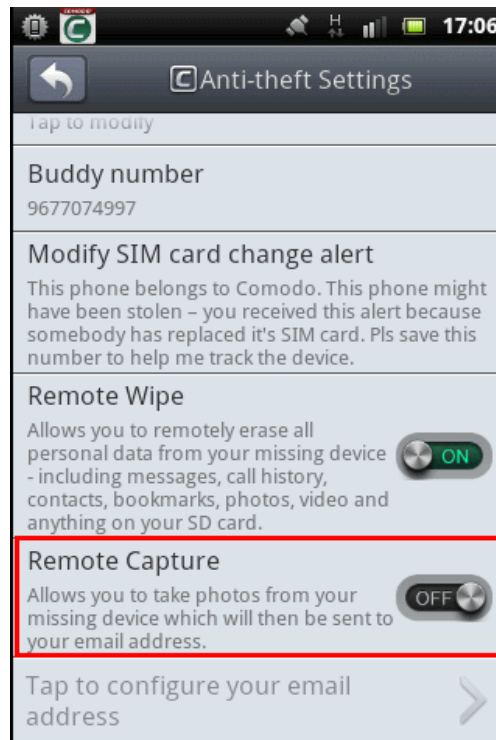 COMODO
C
H
17:06
C Anti-theft Settings
Tap to modify
Buddy number
9677074997
Modify SIM card change alert
This phone belongs to Comodo. This phone might
have been stolen – you received this alert because
somebody has replaced it's SIM card. Pls save this
number to help me track the device.
Remote Wipe
Allows you to remotely erase all
personal data from your missing device
- including messages, call history,
contacts, bookmarks, photos, video and
anything on your SD card.
ON
Remote Capture
Allows you to take photos from your
missing device which will then be sent to
your email address.
OFF
Tap to configure your email
address